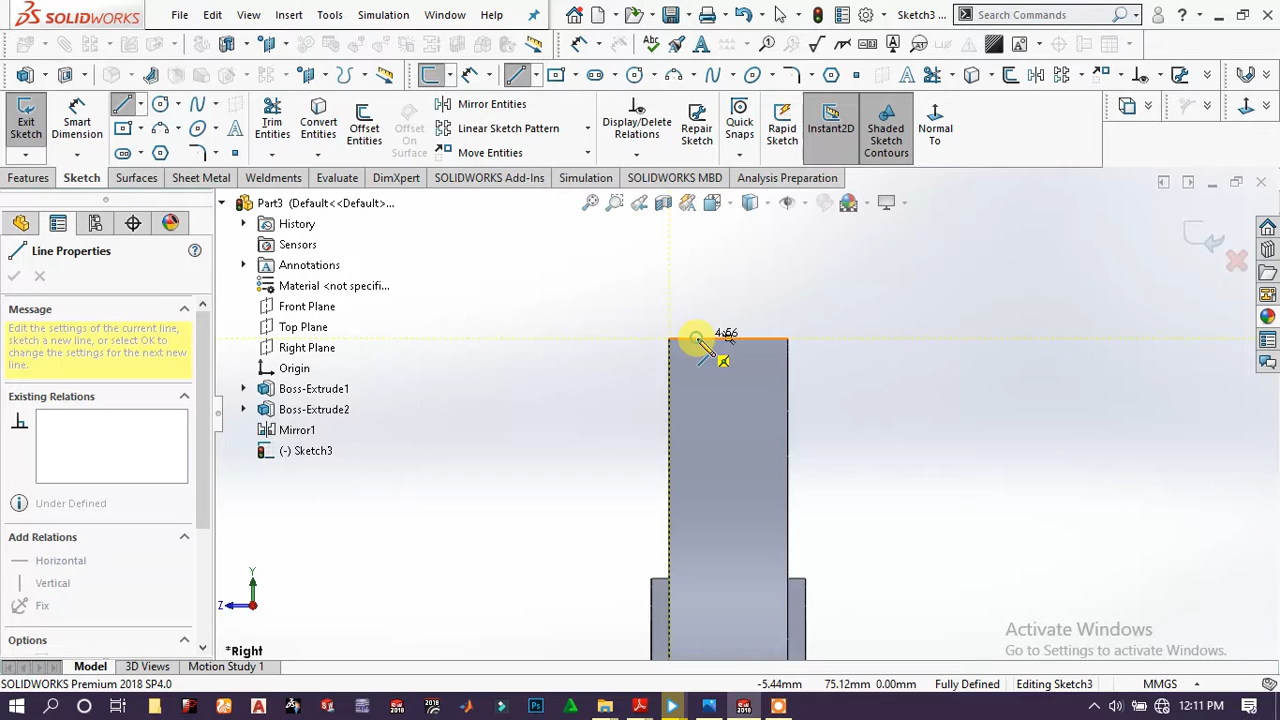 SOLIDWORKS File Edit View Insert Tools Simulation Window Help Sketch3 ... Search Commands ?
Exit Sketch
Smart Dimension
Trim Entities
Convert Entities
Offset Entities
Offset On Surface
Mirror Entities
Linear Sketch Pattern
Move Entities
Display/Delete Relations
Repair Sketch
Quick Snaps
Rapid Sketch
Instant2D
Shaded Sketch Contours
Normal To
Features Sketch Surfaces Sheet Metal Weldments Evaluate DimXpert SOLIDWORKS Add-Ins Simulation SOLIDWORKS MBD Analysis Preparation
Part3 (Default<<Default>...
History
Sensors
Annotations
Material <not specifi...
Front Plane
Top Plane
Right Plane
Origin
Boss-Extrude1
Boss-Extrude2
Mirror1
(-) Sketch3
Line Properties
Message
Edit the settings of the current line,
sketch a new line, or select OK to
change the settings for the next new
line.
Existing Relations
Under Defined
Add Relations
Horizontal
Vertical
Fix
Options
Y
Z
*Right
Activate Windows
Go to Settings to activate Windows.
Model 3D Views Motion Study 1
SOLIDWORKS Premium 2018 SP4.0 -5.44mm 75.12mm 0.00mm Fully Defined Editing Sketch3 MMGS
12:11 PM